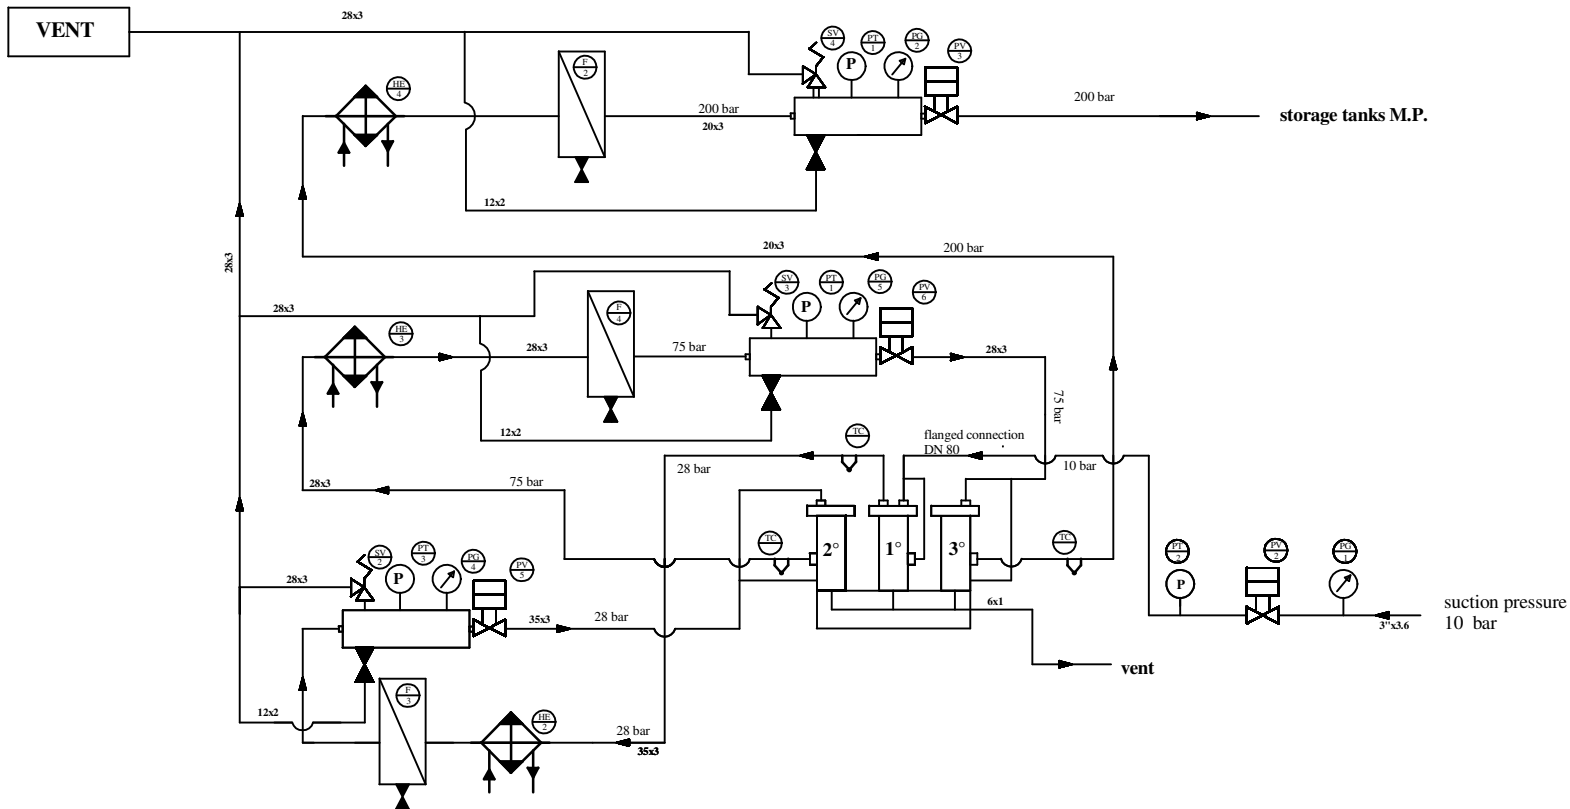 VENT
28x3
SV
4
PT
1
PG
2
PV
3
HE
4
F
2
200 bar
20x3
200 bar
storage tanks M.P.
P
12x2
28x3
20x3
200 bar
SV
3
PT
1
PG
5
PV
6
28x3
HE
3
F
4
P
28x3
75 bar
28x3
75 bar
12x2
TC
flanged connection
DN 80
28 bar
10 bar
28x3
75 bar
2°
1°
3°
TC
TC
SV
2
PT
3
PG
4
PV
5
PT
2
PV
2
PG
1
28x3
P
P
35x3
28 bar
6x1
suction pressure
10 bar
3"x3.6
vent
12x2
F
3
HE
2
28 bar
35x3